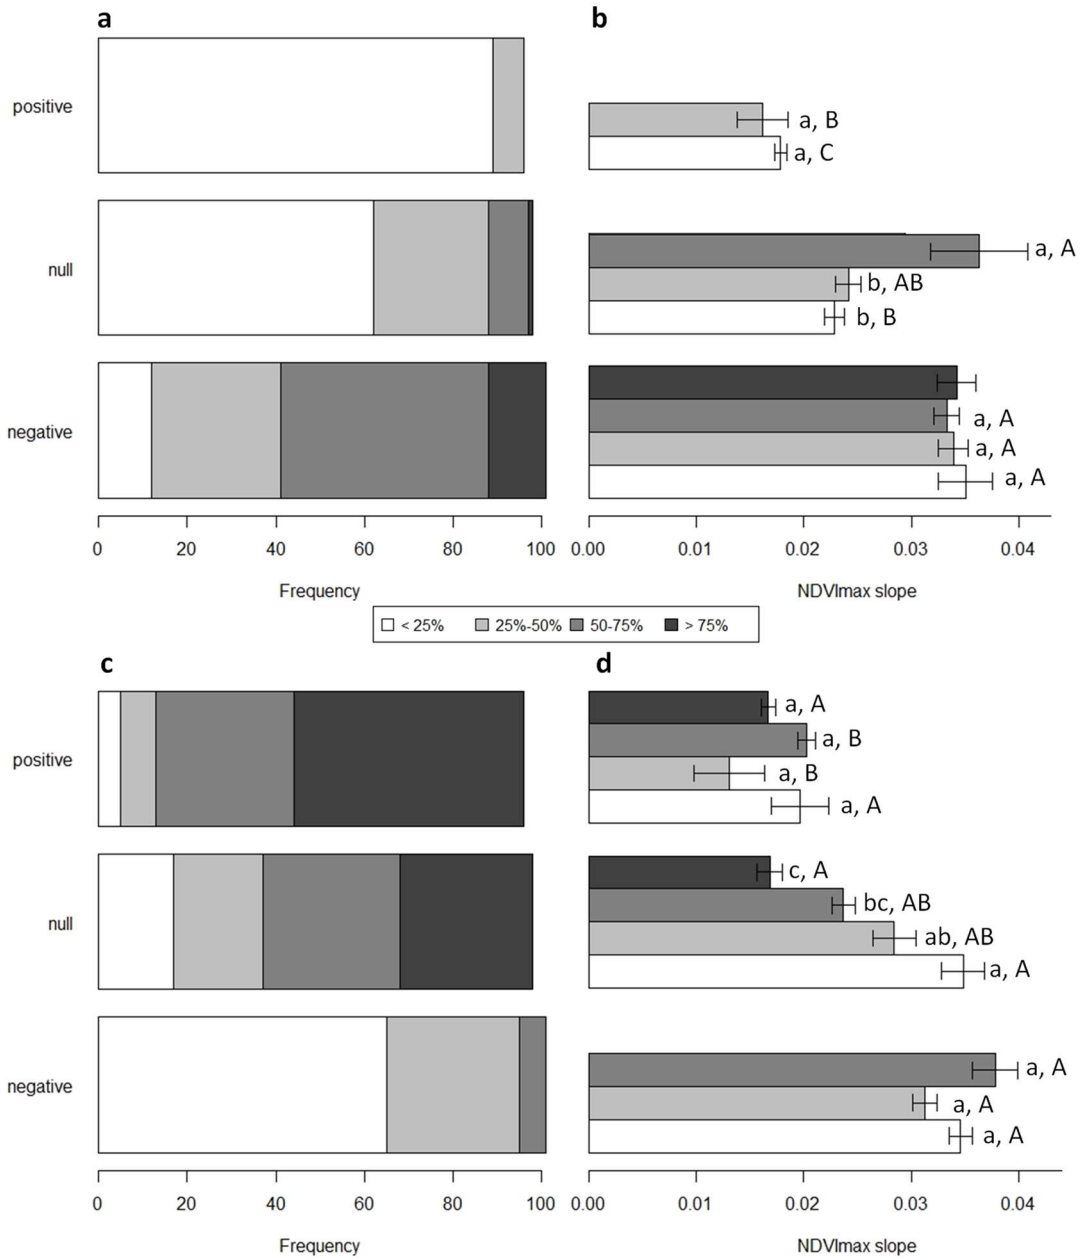 a
b
positive
a, B
a, C
null
a, A
b, AB
b, B
negative
a, A
a, A
a, A
0 20 40 60 80 100
0.00 0.01 0.02 0.03 0.04
Frequency
NDVImax slope
< 25% 25%-50% 50-75% > 75%
c
d
positive
a, A
a, B
a, B
a, A
null
c, A
bc, AB
ab, AB
a, A
negative
a, A
a, A
a, A
0 20 40 60 80 100
0.00 0.01 0.02 0.03 0.04
Frequency
NDVImax slope